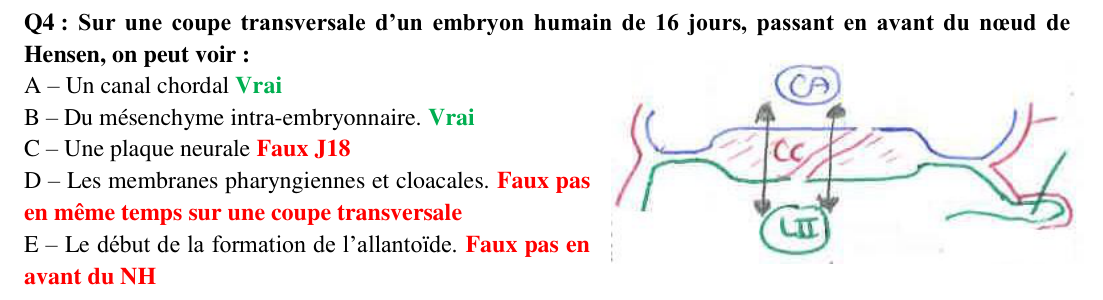 Q4 : Sur une coupe transversale d’un embryon humain de 16 jours, passant en avant du nœud de
Hensen, on peut voir :
A – Un canal chordal Vrai
B – Du mésenchyme intra-embryonnaire. Vrai
C – Une plaque neurale Faux J18
D – Les membranes pharyngiennes et cloacales. Faux pas
en même temps sur une coupe transversale
E – Le début de la formation de l’allantoïde. Faux pas en
avant du NH
CA
CC
LII